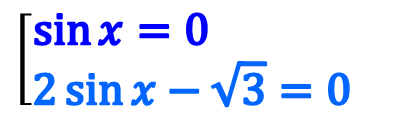 sin x = 0
2 sin x − √3 = 0